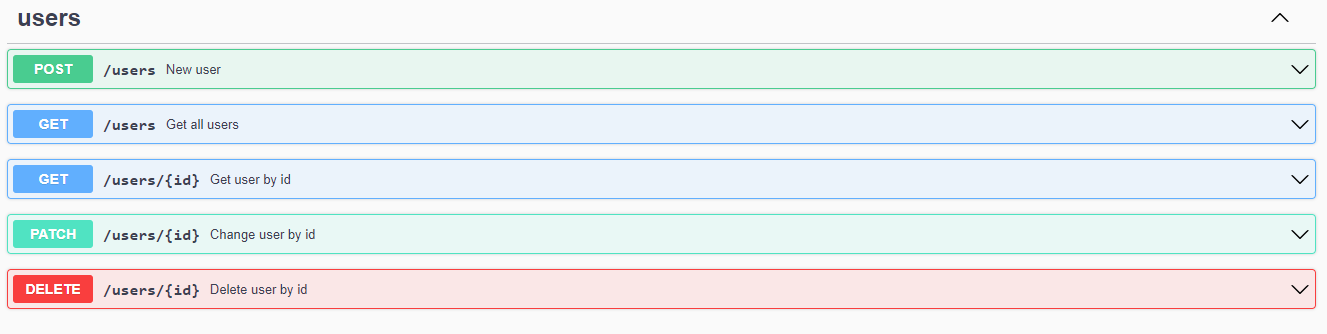 users
POST /users New user
GET /users Get all users
GET /users/{id} Get user by id
PATCH /users/{id} Change user by id
DELETE /users/{id} Delete user by id